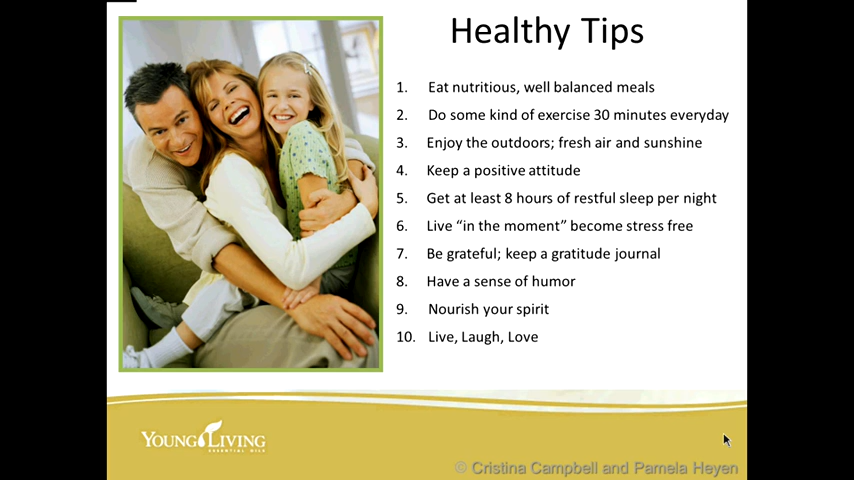 Healthy Tips
1. Eat nutritious, well balanced meals
2. Do some kind of exercise 30 minutes everyday
3. Enjoy the outdoors; fresh air and sunshine
4. Keep a positive attitude
5. Get at least 8 hours of restful sleep per night
6. Live “in the moment” become stress free
7. Be grateful; keep a gratitude journal
8. Have a sense of humor
9. Nourish your spirit
10. Live, Laugh, Love
YOUNG LIVING
ESSENTIAL OILS
© Cristina Campbell and Pamela Heyen